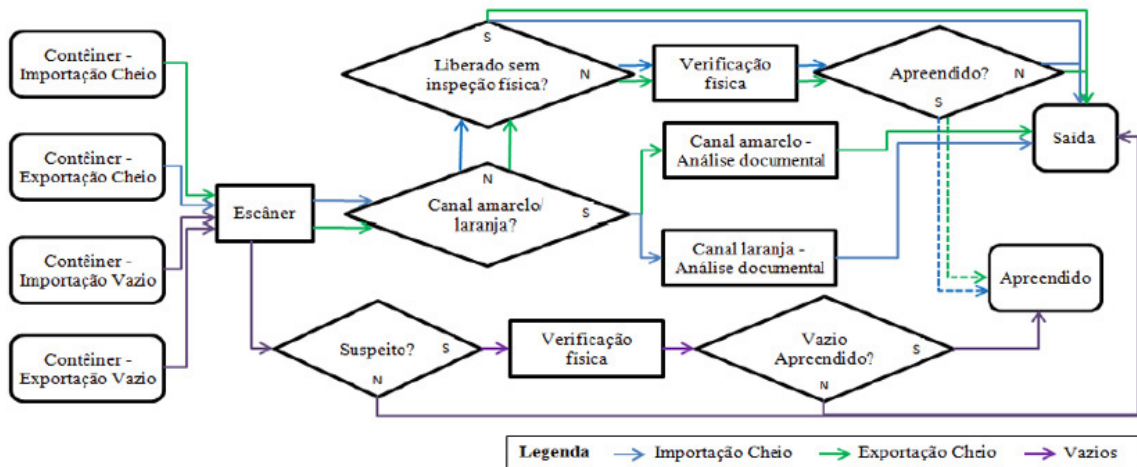 Contêiner -
Importação Cheio
Contêiner -
Exportação Cheio
Contêiner -
Importação Vazio
Contêiner -
Exportação Vazio
Escâner
S
Liberado sem
inspeção física?
N
Verificação
física
Apreendido?
N
S
Saída
N
Canal amarelo/
laranja?
S
Canal amarelo -
Análise documental
Canal laranja -
Análise documental
Apreendido
Suspeito?
S
N
Verificação
física
Vazio
Apreendido?
S
N
Legenda
Importação Cheio
Exportação Cheio
Vazios